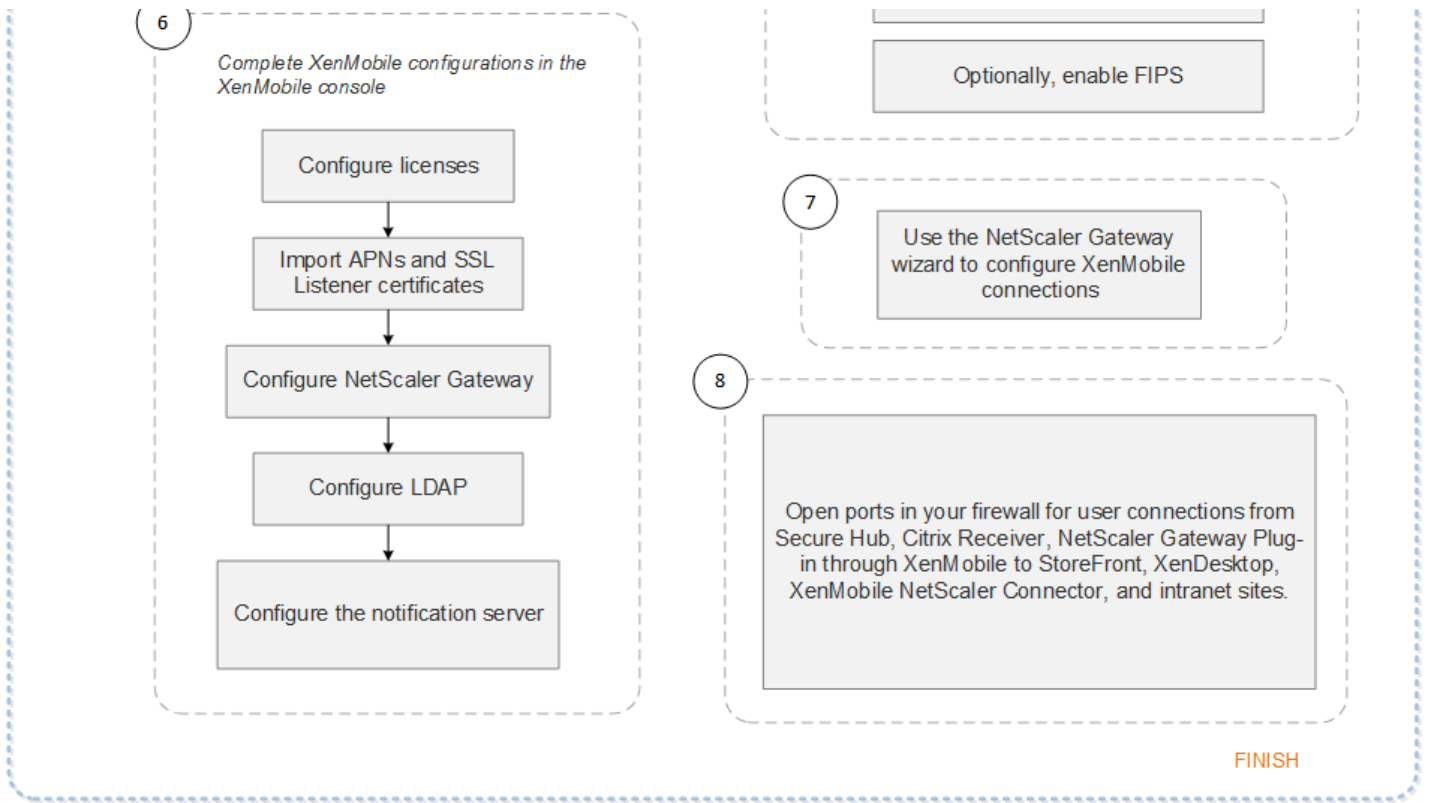 6
Complete XenMobile configurations in the
XenMobile console
Configure licenses
Import APNs and SSL
Listener certificates
Configure NetScaler Gateway
Configure LDAP
Configure the notification server
Optionally, enable FIPS
7
Use the NetScaler Gateway
wizard to configure XenMobile
connections
8
Open ports in your firewall for user connections from
Secure Hub, Citrix Receiver, NetScaler Gateway Plug-
in through XenMobile to StoreFront, XenDesktop,
XenMobile NetScaler Connector, and intranet sites.
FINISH